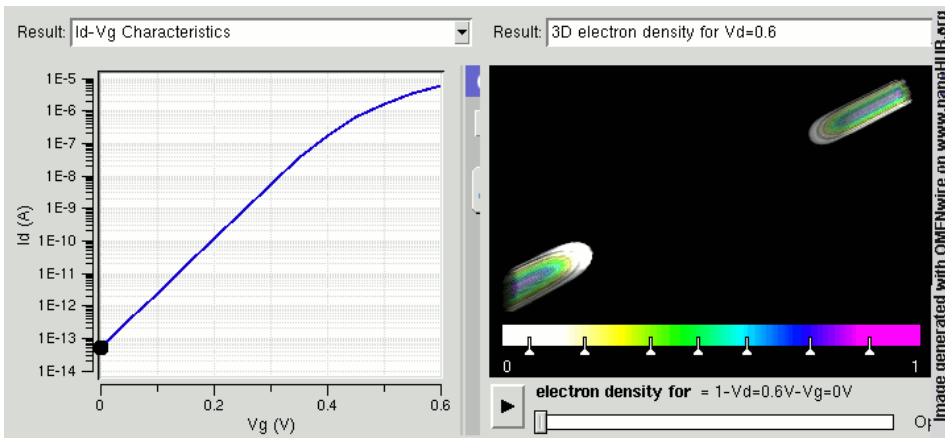 Result: Id-Vg Characteristics
Result: 3D electron density for Vd=0.6
1E-5
1E-6
1E-7
1E-8
1E-9
1E-10
1E-11
1E-12
1E-13
1E-14
Id (A)
0 0.2 0.4 0.6
Vg (V)
0 1
electron density for = 1-Vd=0.6V-Vg=0V
Image generated with OMENwire on www.nanoHUB.org